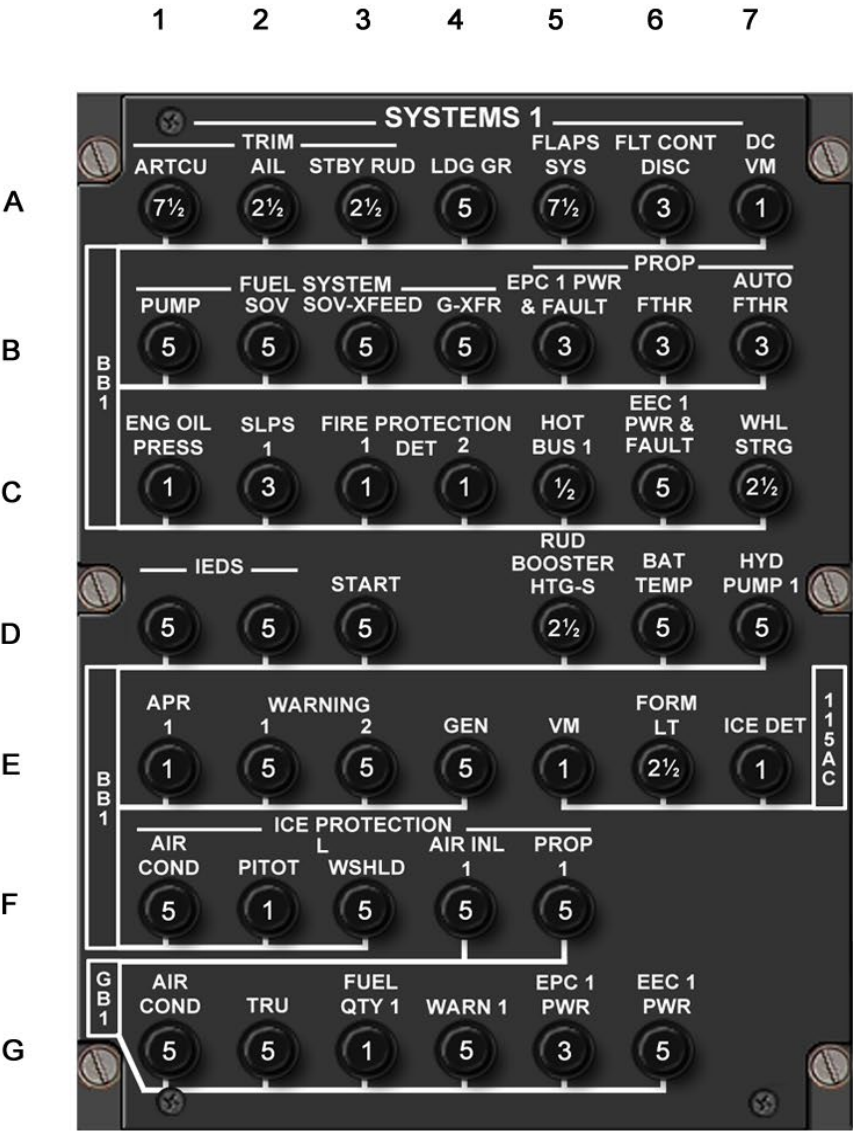 1 2 3 4 5 6 7
SYSTEMS 1
TRIM FLAPS FLT CONT DC
ARTCU AIL STBY RUD LDG GR SYS DISC VM
A 7½ 2½ 2½ 5 7½ 3 1
PROP
FUEL SYSTEM EPC 1 PWR AUTO
PUMP SOV SOV-XFEED G-XFR & FAULT FTHR FTHR
B 5 5 5 5 3 3 3
BB1
EEC 1
ENG OIL SLPS FIRE PROTECTION HOT PWR & WHL
PRESS 1 1 DET 2 BUS 1 FAULT STRG
C 1 3 1 1 ½ 5 2½
RUD
IEDS BOOSTER BAT HYD
START HTG-S TEMP PUMP 1
D 5 5 5 2½ 5 5
APR WARNING FORM
1 1 2 GEN VM LT ICE DET
E 1 5 5 5 1 2½ 1
115AC
BB1
ICE PROTECTION
AIR L AIR INL PROP
COND PITOT WSHLD 1 1
F 5 1 5 5 5
GB1
AIR FUEL EPC 1 EEC 1
COND TRU QTY 1 WARN 1 PWR PWR
G 5 5 1 5 3 5